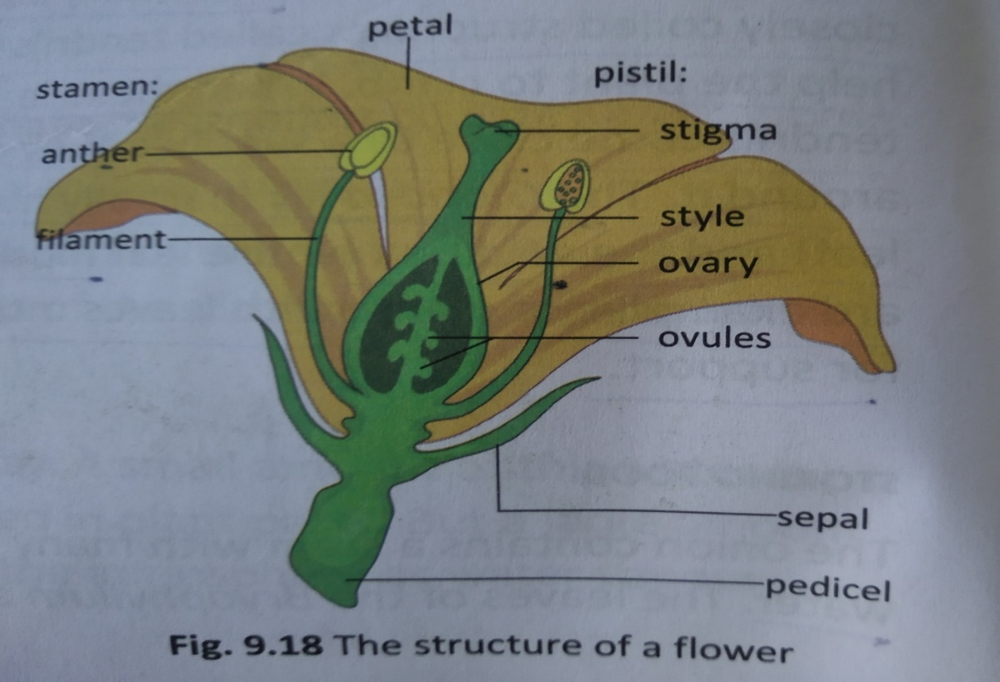 petal
stamen:
pistil:
anther
stigma
filament
style
ovary
ovules
sepal
pedicel
Fig. 9.18 The structure of a flower